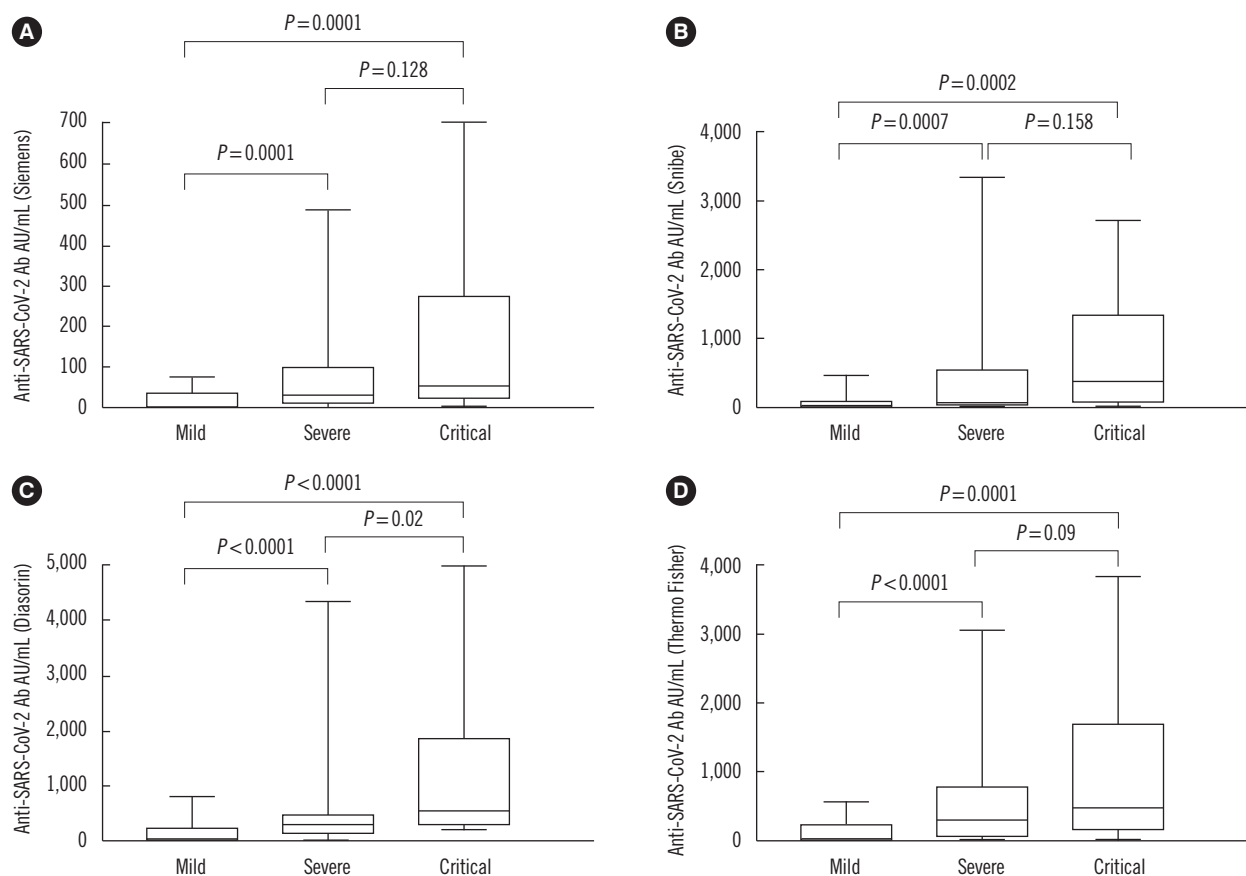 A
P=0.0001
P=0.128
P=0.0001
Anti-SARS-CoV-2 Ab AU/mL (Siemens)
700
600
500
400
300
200
100
0
Mild Severe Critical
B
P=0.0002
P=0.0007 P=0.158
Anti-SARS-CoV-2 Ab AU/mL (Snibe)
4,000
3,000
2,000
1,000
0
Mild Severe Critical
C
P<0.0001
P=0.02
P<0.0001
Anti-SARS-CoV-2 Ab AU/mL (Diasorin)
5,000
4,000
3,000
2,000
1,000
0
Mild Severe Critical
D
P=0.0001
P=0.09
P<0.0001
Anti-SARS-CoV-2 Ab AU/mL (Thermo Fisher)
4,000
3,000
2,000
1,000
0
Mild Severe Critical